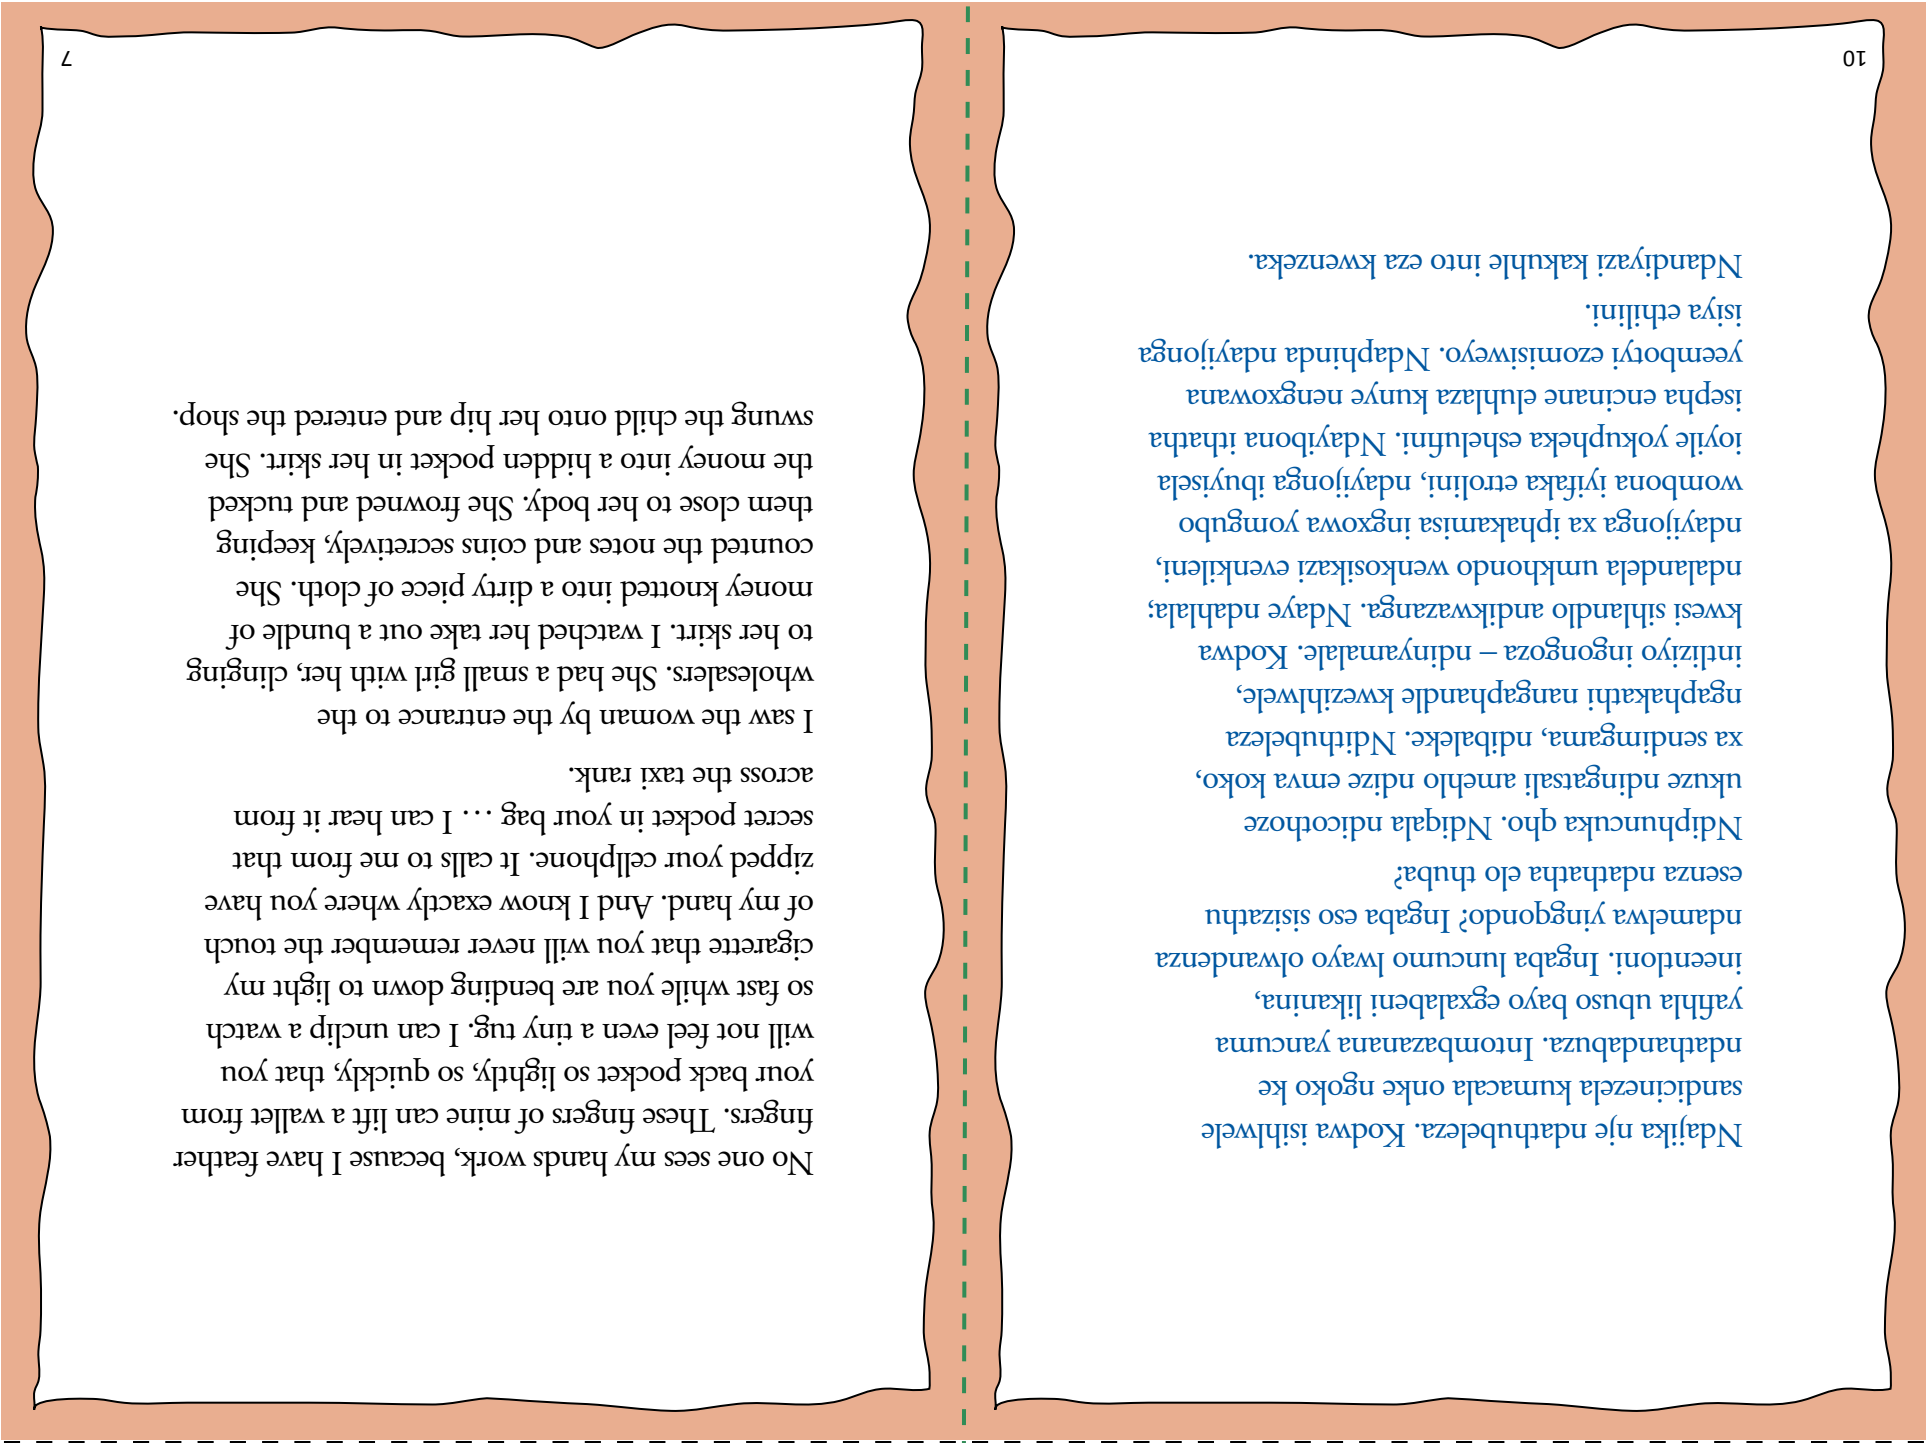 Ndajika nje ndathubeleza. Kodwa isihlwele
sandicinezela kumacala onke ngoko ke
ndathandabuza. Intombazanana yancuma
yafihla ubuso bayo egxalabeni likanina,
ineentloni. Ingaba luncumo lwayo olwandenza
ndamelwa yingqondo? Ingaba eso sisizathu
esenza ndathatha elo thuba?
Ndiphuncuka qho. Ndiqala ndicothoze
ukuze ndingatsali amehlo ndize emva koko,
xa sendimgama, ndibaleke. Ndithubeleza
ngaphakathi nangaphandle kwezihlwele,
intliziyo ingongoza – ndinyamalale. Kodwa
kwesi sihlandlo andikwazanga. Ndaye ndahlala;
ndalandela umkhondo wenkosikazi evenkileni,
ndayijonga xa iphakamisa ingxowa yomgubo
wombona iyifaka etrolini, ndayijonga ibuyisela
ioyile yokupheka eshelufini. Ndayibona ithatha
isepha encinane eluhlaza kunye nengxowana
yeembotyi ezomisiweyo. Ndaphinda ndayijonga
isiya ethilini.
Ndandiyazi kakuhle into eza kwenzeka.
10
No one sees my hands work, because I have feather
fingers. These fingers of mine can lift a wallet from
your back pocket so lightly, so quickly, that you
will not feel even a tiny tug. I can unclip a watch
so fast while you are bending down to light my
cigarette that you will never remember the touch
of my hand. And I know exactly where you have
zipped your cellphone. It calls to me from that
secret pocket in your bag … I can hear it from
across the taxi rank.
I saw the woman by the entrance to the
wholesalers. She had a small girl with her, clinging
to her skirt. I watched her take out a bundle of
money knotted into a dirty piece of cloth. She
counted the notes and coins secretively, keeping
them close to her body. She frowned and tucked
the money into a hidden pocket in her skirt. She
swung the child onto her hip and entered the shop.
7